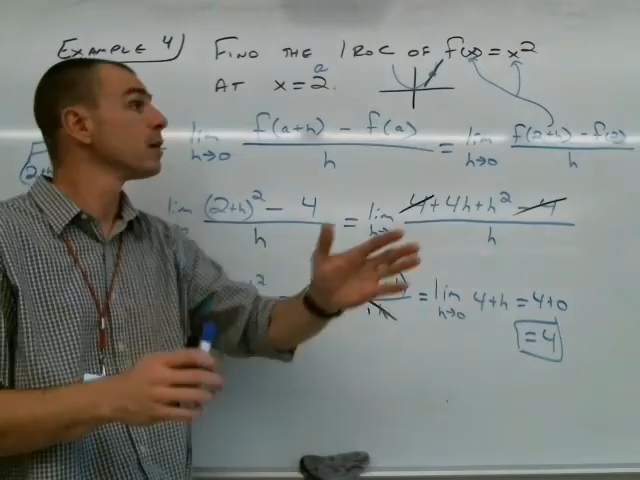 EXAMPLE 4) FIND THE IROC OF f(x) = x2
AT x = 2. a
lim h→0 f(a+h) - f(a) / h = lim h→0 f(2+h) - f(2) / h
lim (2+h)2 - 4 / h = lim h→ 4 + 4h + h2 - 4 / h
2 = lim h→0 4+h = 4+0
= 4